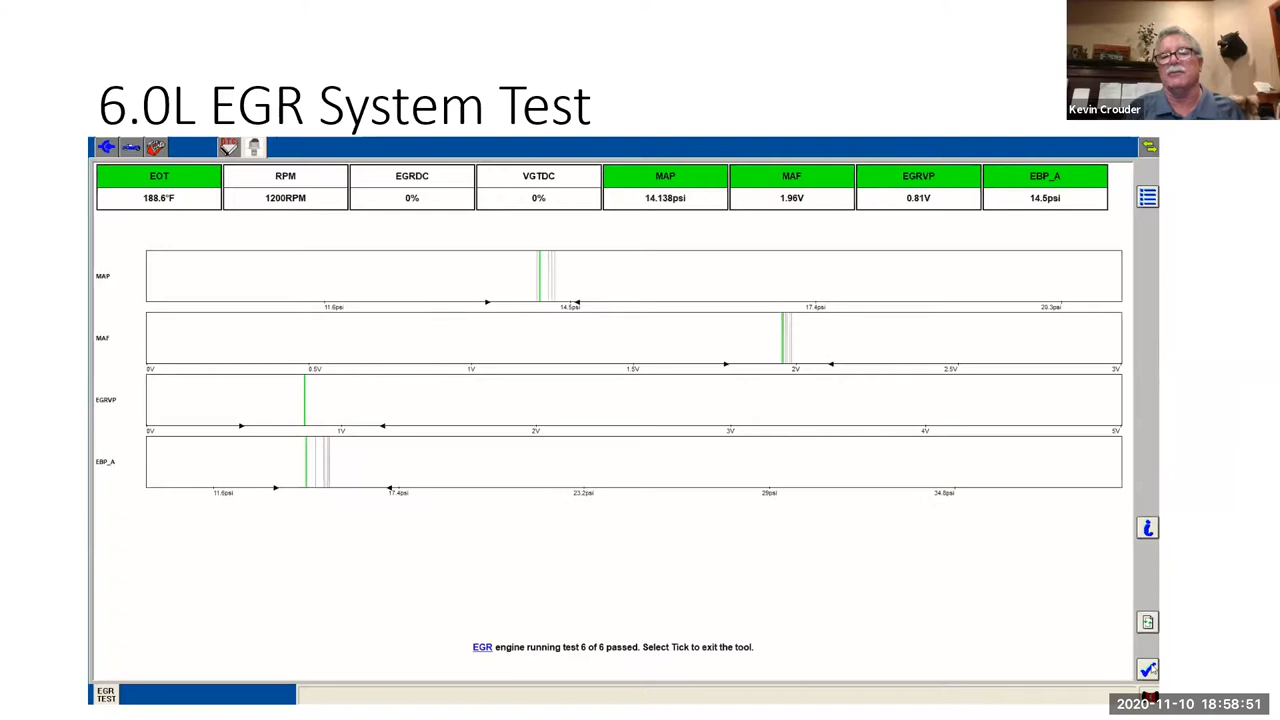 Kevin Crouder
6.0L EGR System Test
DTC
EOT RPM EGRDC VGTDC MAP MAF EGRVP EBP_A
188.6°F 1200RPM 0% 0% 14.138psi 1.96V 0.81V 14.5psi
MAP
11.6psi 14.5psi 17.4psi 20.3psi
MAF
0V 0.5V 1V 1.5V 2V 2.5V 3V
EGRVP
0V 1V 2V 3V 4V 5V
EBP_A
11.6psi 17.4psi 23.2psi 29psi 34.8psi
EGR engine running test 6 of 6 passed. Select Tick to exit the tool.
EGR
TEST
2020-11-10 18:58:51